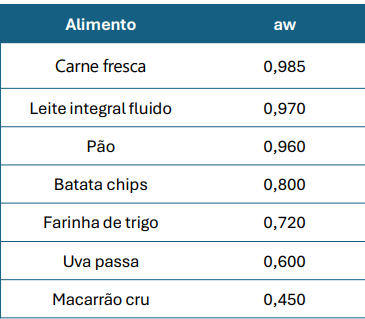 Alimento aw
Carne fresca 0,985
Leite integral fluido 0,970
Pão 0,960
Batata chips 0,800
Farinha de trigo 0,720
Uva passa 0,600
Macarrão cru 0,450